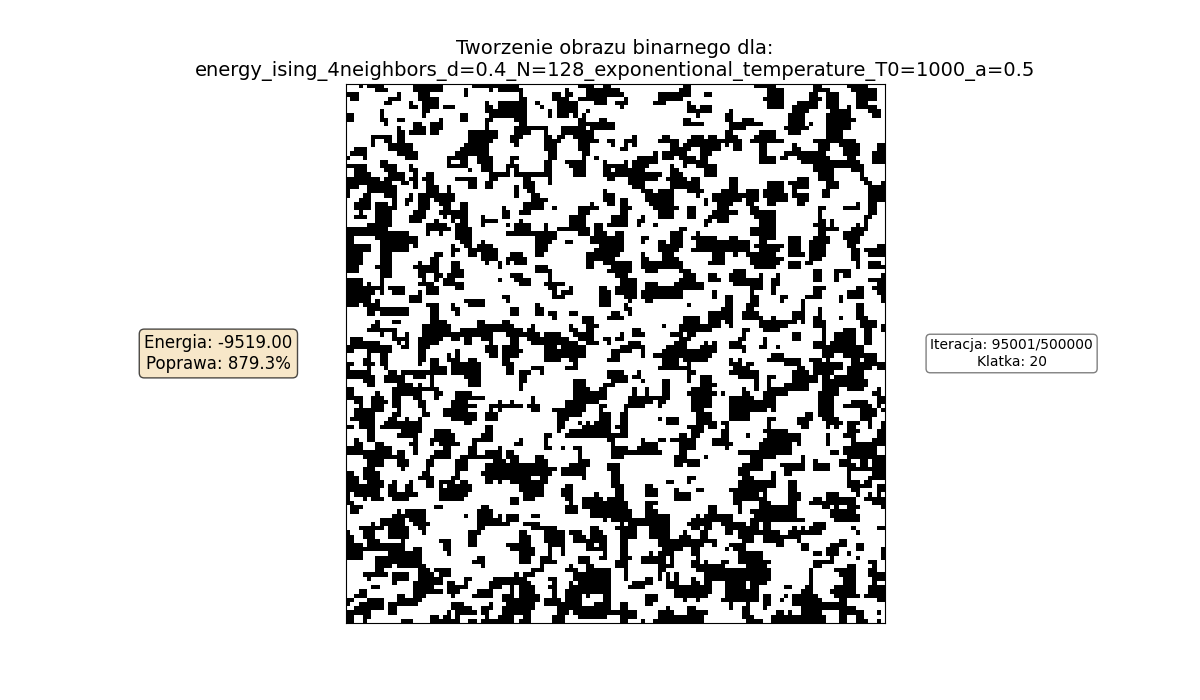 Tworzenie obrazu binarnego dla:
energy_ising_4neighbors_d=0.4_N=128_exponentional_temperature_T0=1000_a=0.5
Energia: -9519.00
Poprawa: 879.3%
Iteracja: 95001/500000
Klatka: 20